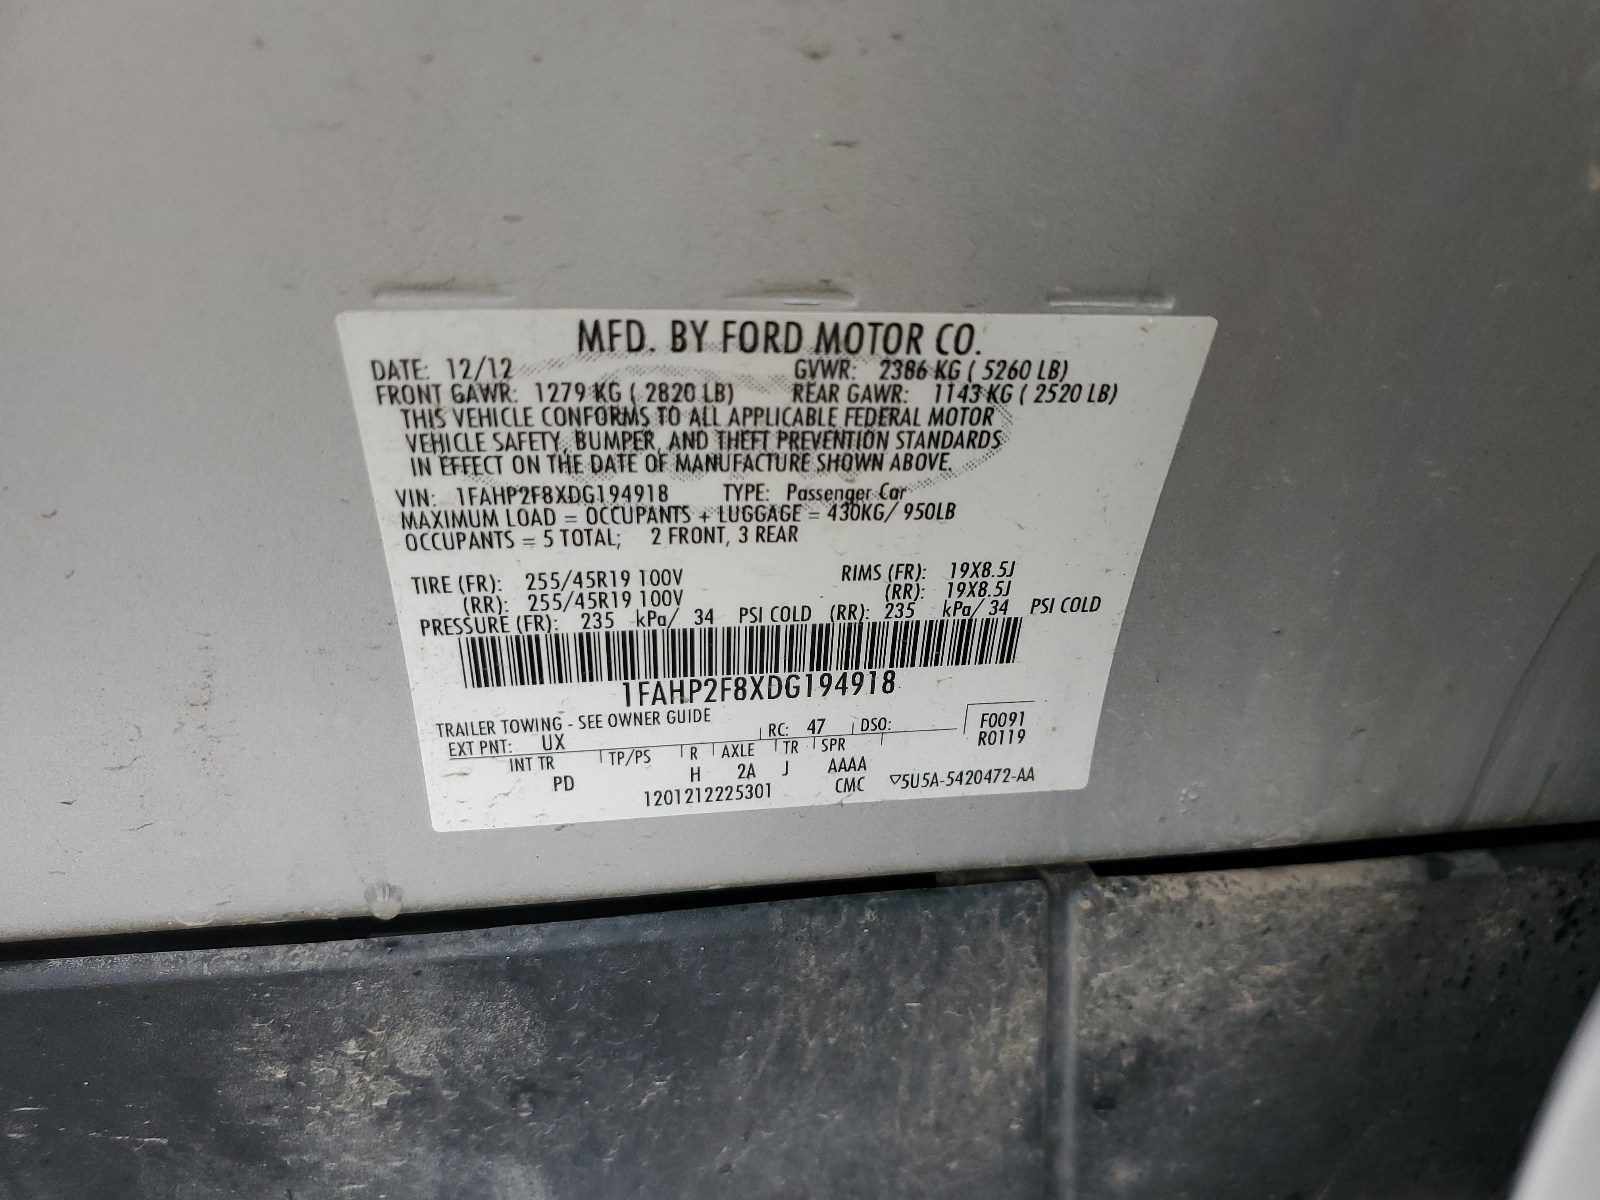 MFD. BY FORD MOTOR CO.
DATE: 12/12 GVWR: 2386 KG ( 5260 LB)
FRONT GAWR: 1279 KG ( 2820 LB) REAR GAWR: 1143 KG ( 2520 LB)
THIS VEHICLE CONFORMS TO ALL APPLICABLE FEDERAL MOTOR
VEHICLE SAFETY, BUMPER, AND THEFT PREVENTION STANDARDS
IN EFFECT ON THE DATE OF MANUFACTURE SHOWN ABOVE.
VIN: 1FAHP2F8XDG194918 TYPE: Passenger Car
MAXIMUM LOAD = OCCUPANTS + LUGGAGE = 430KG/ 950LB
OCCUPANTS = 5 TOTAL; 2 FRONT, 3 REAR
TIRE (FR): 255/45R19 100V RIMS (FR): 19X8.5J
(RR): 255/45R19 100V (RR): 19X8.5J
PRESSURE (FR): 235 kPa/ 34 PSI COLD (RR): 235 kPa/ 34 PSI COLD
1FAHP2F8XDG194918
TRAILER TOWING - SEE OWNER GUIDE
EXT PNT: UX RC: 47 DSO: F0091
R0119
INT TR TP/PS R AXLE TR SPR
PD H 2A J AAAA
1201212225301 CMC ▽5U5A-5420472-AA